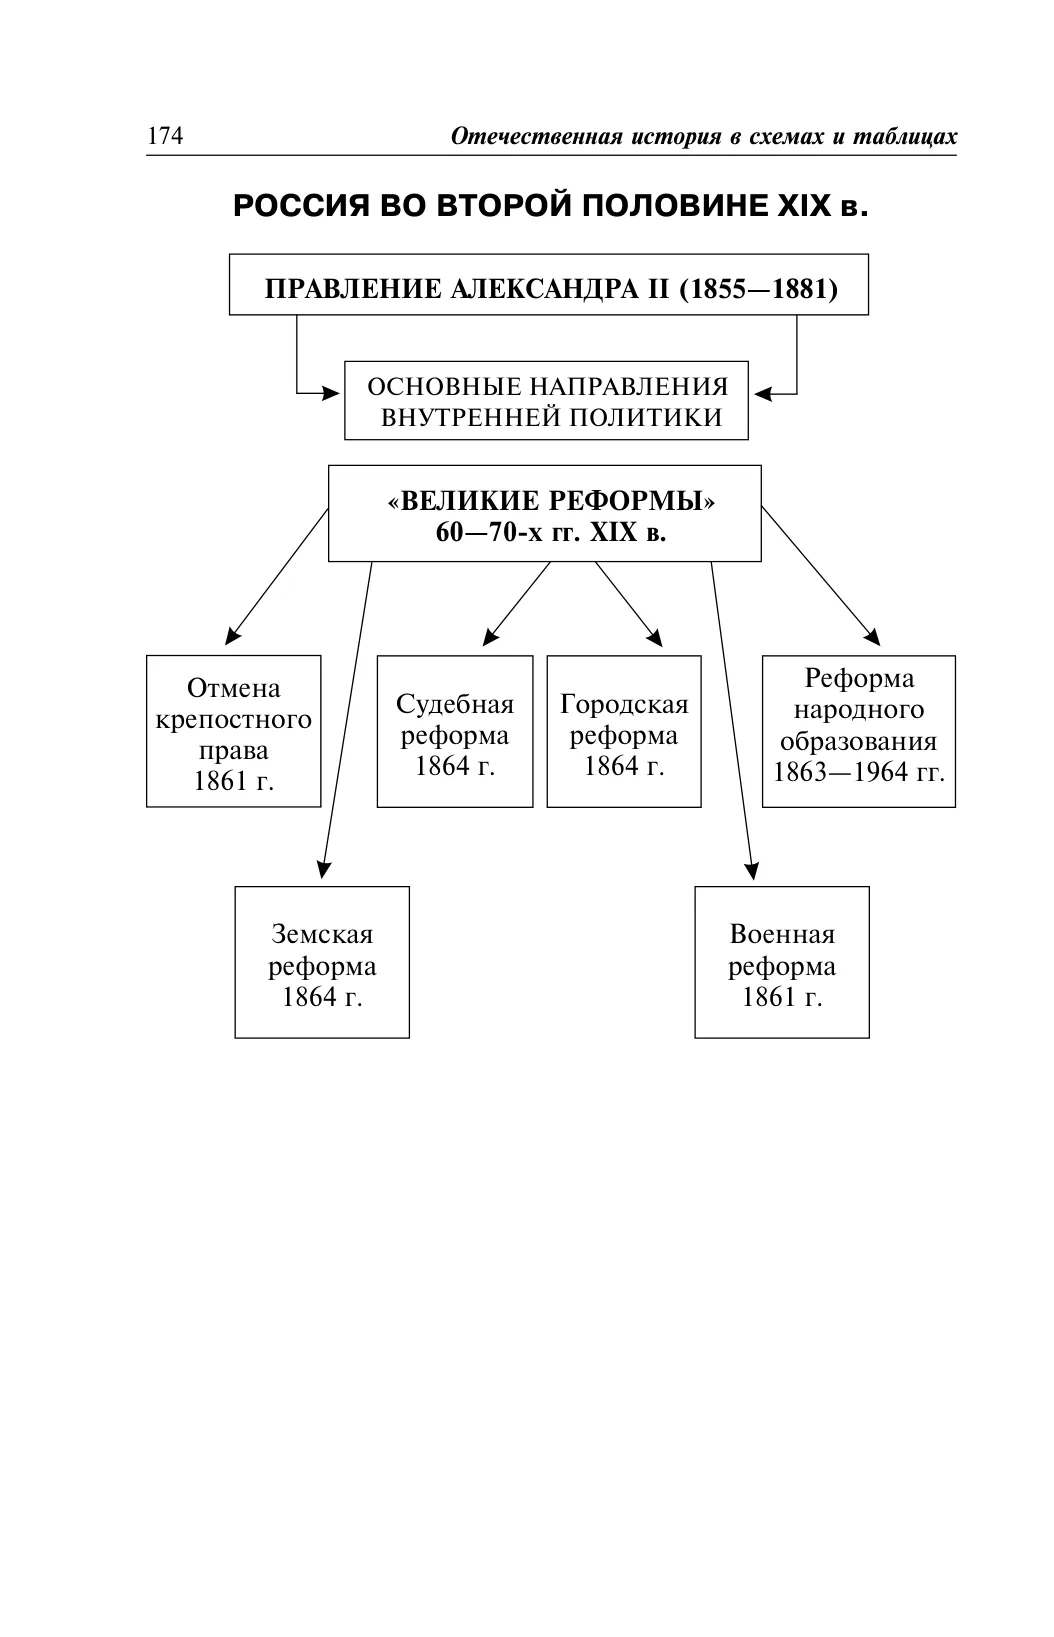 174
Отечественная история в схемах и таблицах
РОССИЯ ВО ВТОРОЙ ПОЛОВИНЕ XIX в.
ПРАВЛЕНИЕ АЛЕКСАНДРА II (1855—1881)
ОСНОВНЫЕ НАПРАВЛЕНИЯ
ВНУТРЕННЕЙ ПОЛИТИКИ
«ВЕЛИКИЕ РЕФОРМЫ»
60—70-х гг. XIX в.
Отмена
крепостного
права
1861 г.
Судебная
реформа
1864 г.
Городская
реформа
1864 г.
Реформа
народного
образования
1863—1964 гг.
Земская
реформа
1864 г.
Военная
реформа
1861 г.